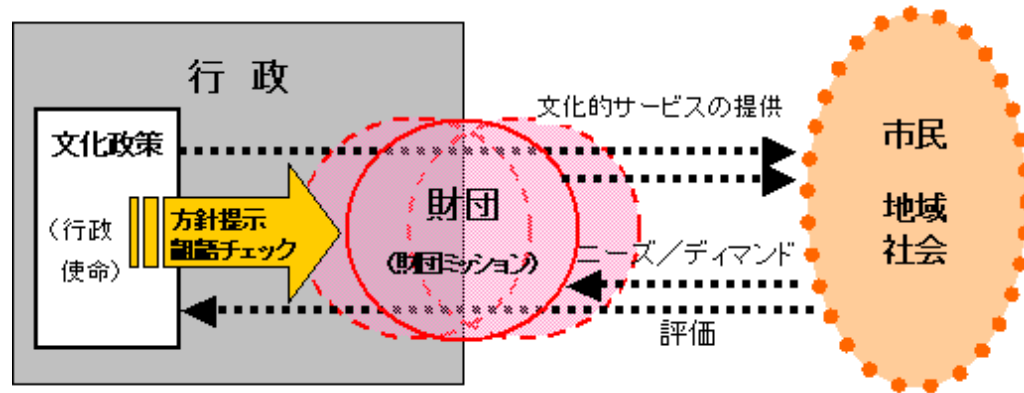 行政
文化政策
(行政
使命)
方針提示
齟齬チェック
財団
(財団ミッション)
文化的サービスの提供
ニーズ/ディマンド
評価
市民
地域
社会